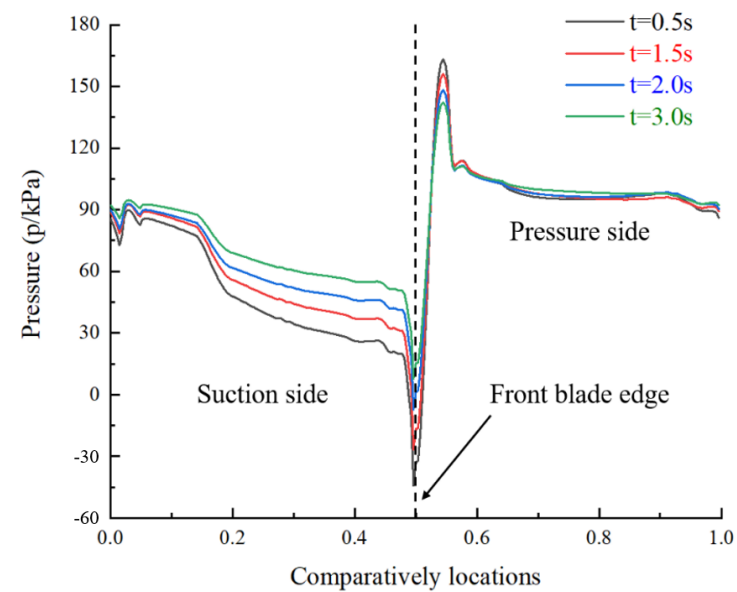 180
150
120
90
60
30
0
-30
-60
Pressure (p/kPa)
t=0.5s
t=1.5s
t=2.0s
t=3.0s
Pressure side
Suction side
Front blade edge
0.0 0.2 0.4 0.6 0.8 1.0
Comparatively locations